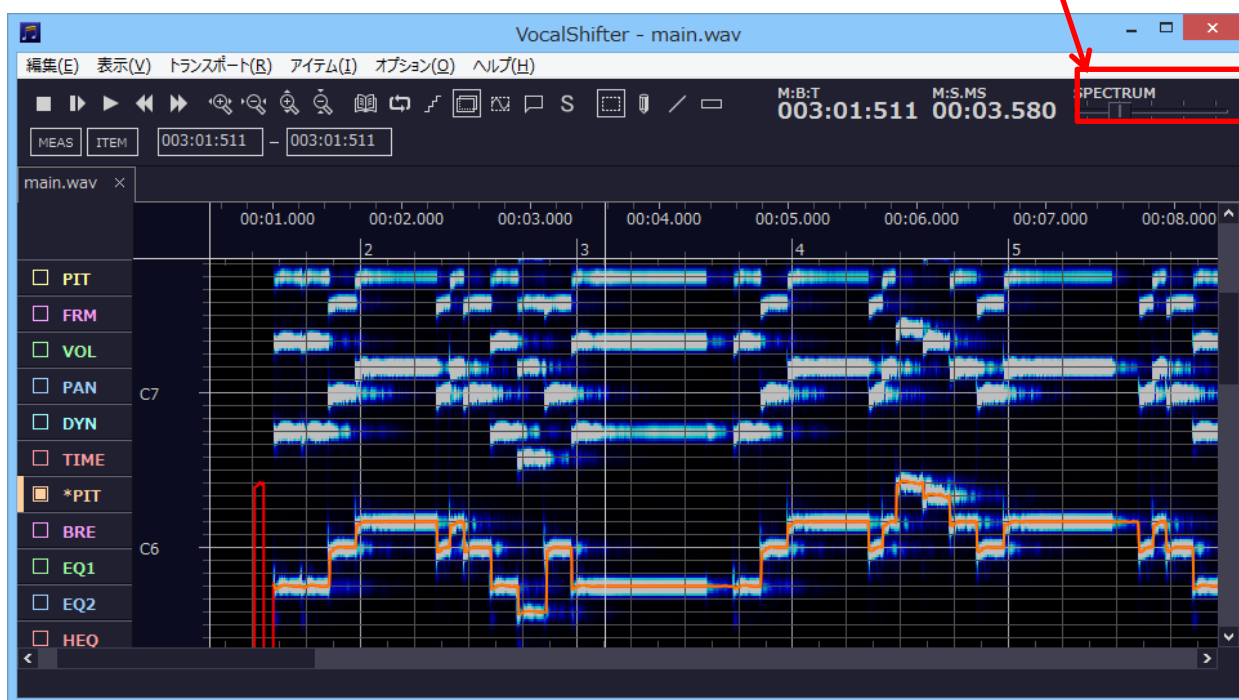 VocalShifter - main.wav
編集(E) 表示(V) トランスポート(R) アイテム(I) オプション(O) ヘルプ(H)
S
M:B:T
003:01:511
M:S.MS
00:03.580
SPECTRUM
MEAS ITEM 003:01:511 – 003:01:511
main.wav ×
00:01.000 00:02.000 00:03.000 00:04.000 00:05.000 00:06.000 00:07.000 00:08.000
2 3 4 5
PIT
FRM
VOL
PAN
C7
DYN
TIME
*PIT
BRE
C6
EQ1
EQ2
HEQ